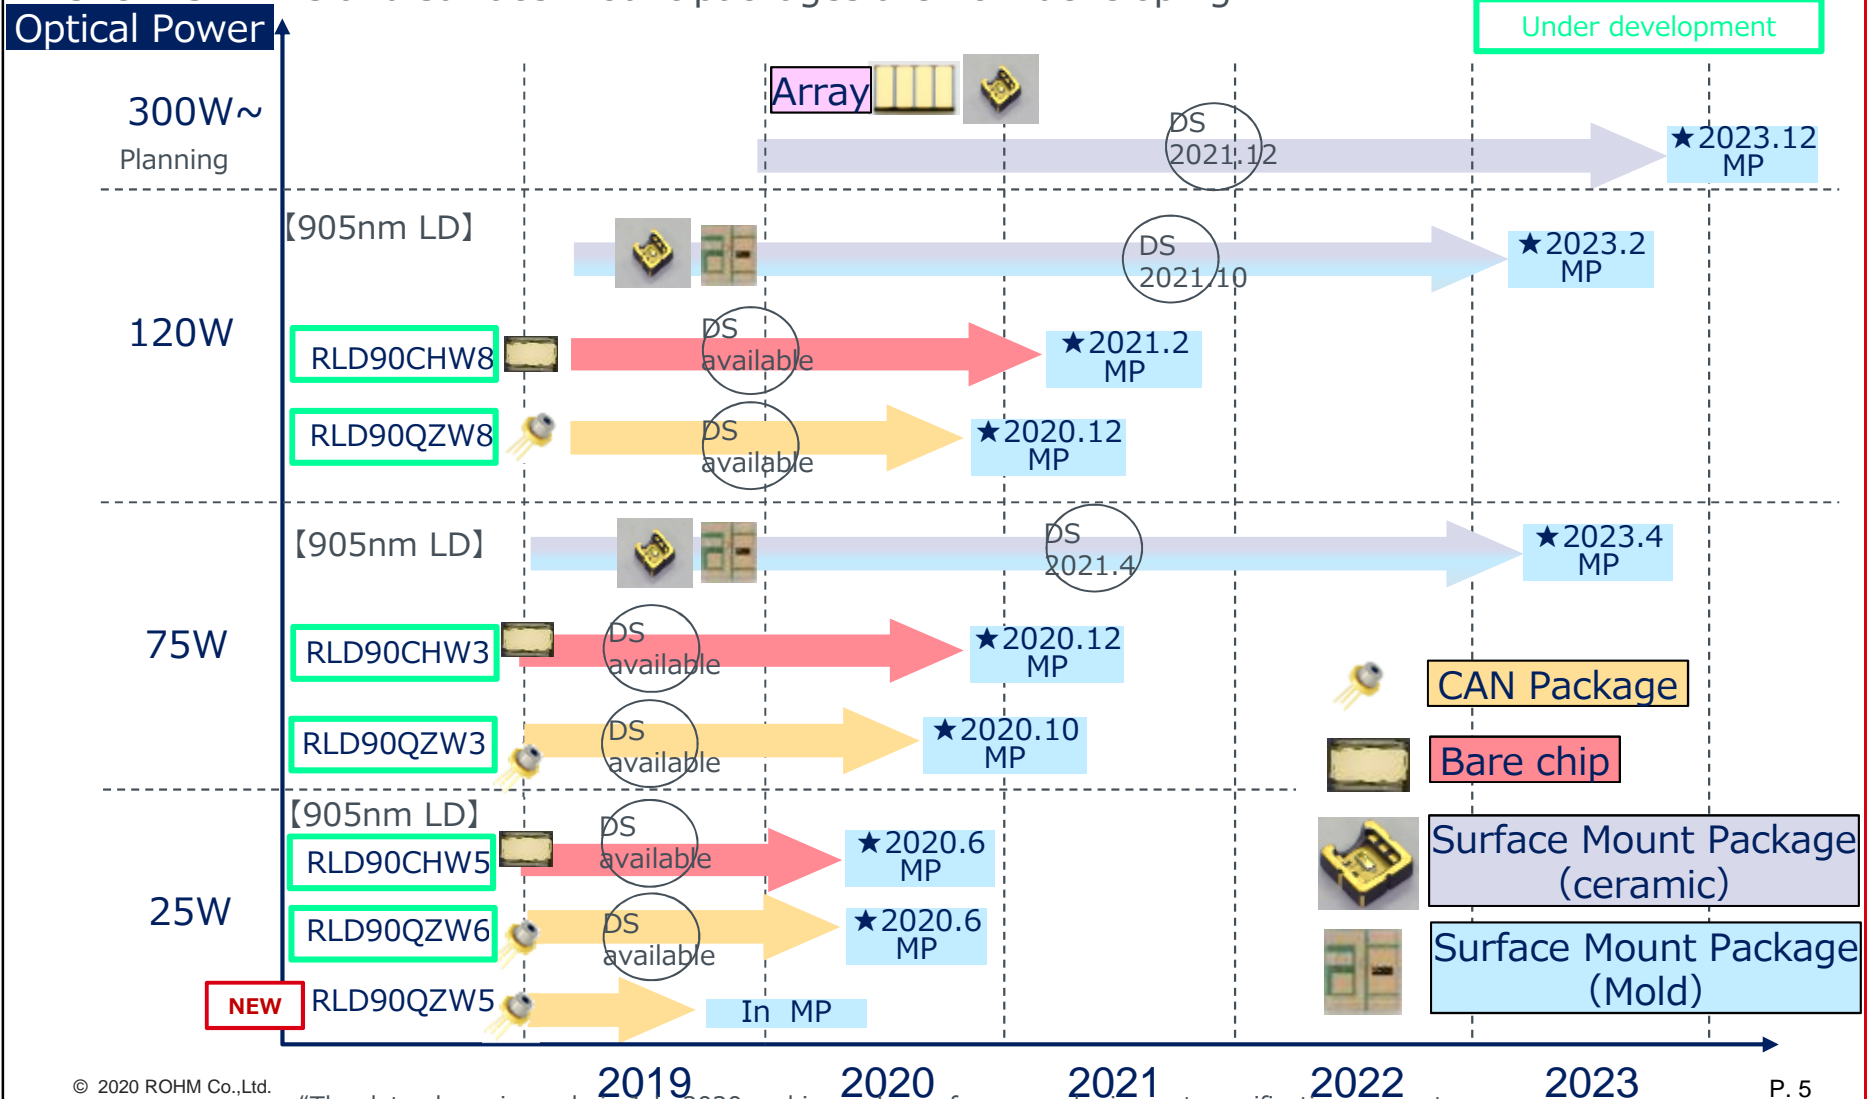 Optical Power
Under development
300W~
Planning
Array
DS
2021.12
★2023.12
MP
【905nm LD】
DS
2021.10
★2023.2
MP
120W
RLD90CHW8
DS
available
★2021.2
MP
RLD90QZW8
DS
available
★2020.12
MP
【905nm LD】
DS
2021.4
★2023.4
MP
75W
RLD90CHW3
DS
available
★2020.12
MP
RLD90QZW3
DS
available
★2020.10
MP
CAN Package
Bare chip
Surface Mount Package
(ceramic)
Surface Mount Package
(Mold)
【905nm LD】
RLD90CHW5
DS
available
★2020.6
MP
25W
RLD90QZW6
DS
available
★2020.6
MP
NEW
RLD90QZW5
In MP
2019
2020
2021
2022
2023
© 2020 ROHM Co.,Ltd.
P. 5